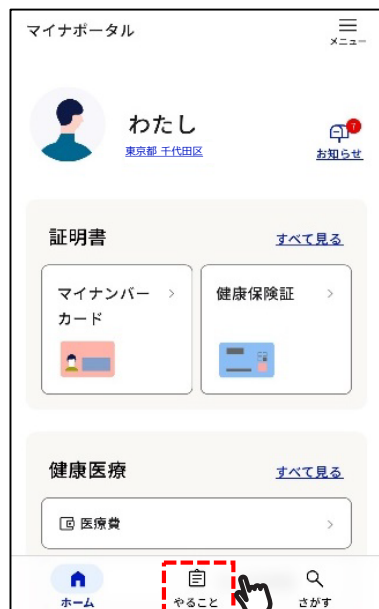 マイナポータル
メニュー
わたし
東京都 千代田区
7
お知らせ
証明書
すべて見る
マイナンバー
カード
健康保険証
健康医療
すべて見る
医療費
ホーム
やること
さがす